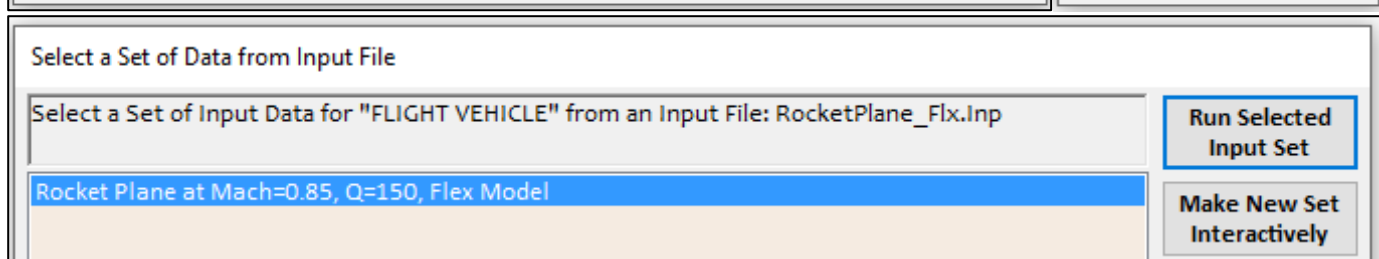 Select a Set of Data from Input File
Select a Set of Input Data for "FLIGHT VEHICLE" from an Input File: RocketPlane_Flx.Inp
Run Selected
Input Set
Rocket Plane at Mach=0.85, Q=150, Flex Model
Make New Set
Interactively